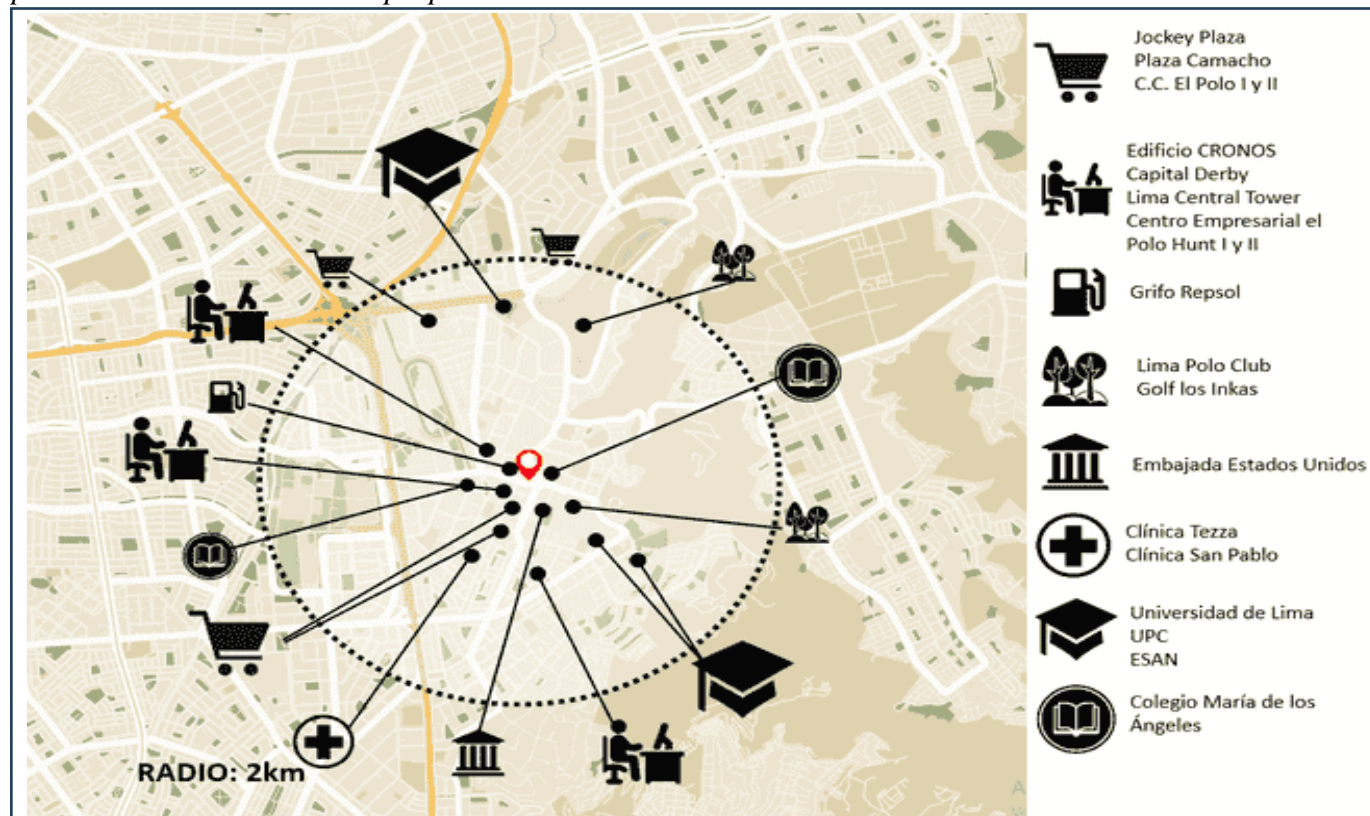 Jockey Plaza
Plaza Camacho
C.C. El Polo I y II
Edificio CRONOS
Capital Derby
Lima Central Tower
Centro Empresarial el
Polo Hunt I y II
Grifo Repsol
Lima Polo Club
Golf los Inkas
Embajada Estados Unidos
Clínica Tezza
Clínica San Pablo
Universidad de Lima
UPC
ESAN
Colegio María de los
Ángeles
RADIO: 2km